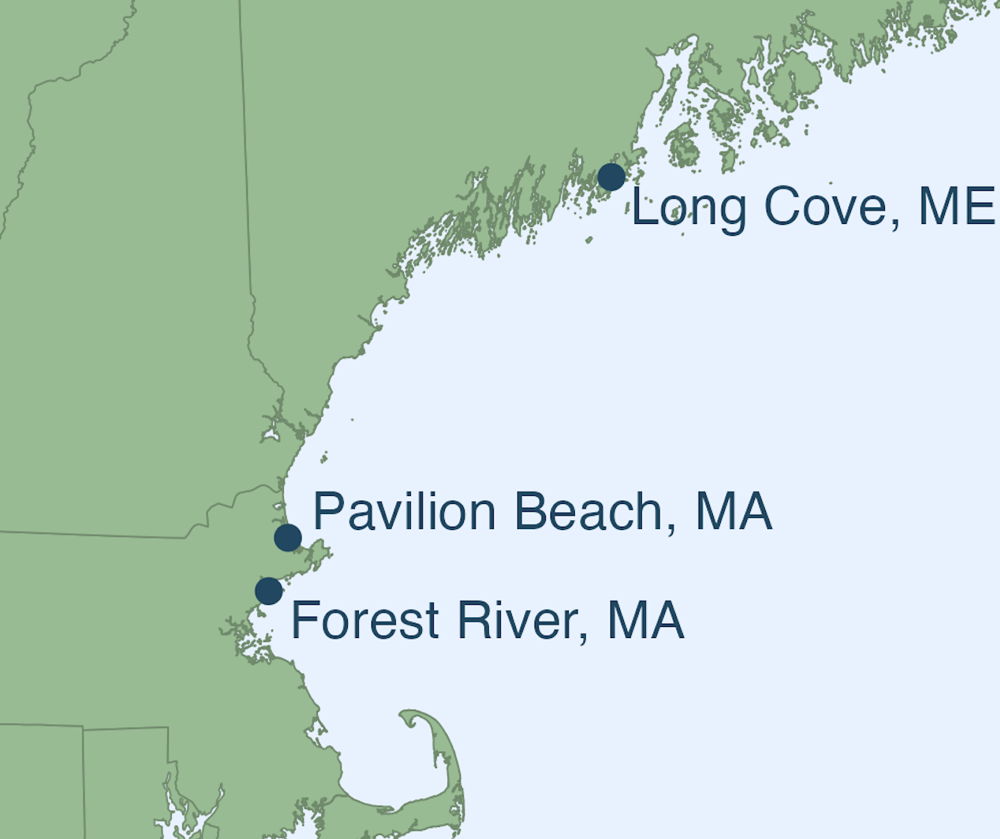 Long Cove, ME
Pavilion Beach, MA
Forest River, MA